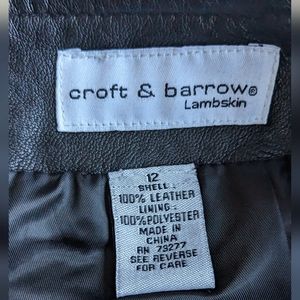 croft & barrow®
Lambskin
12
SHELL:
100% LEATHER
LINING:
100%POLYESTER
MADE IN
CHINA
RN 73277
SEE REVERSE
FOR CARE